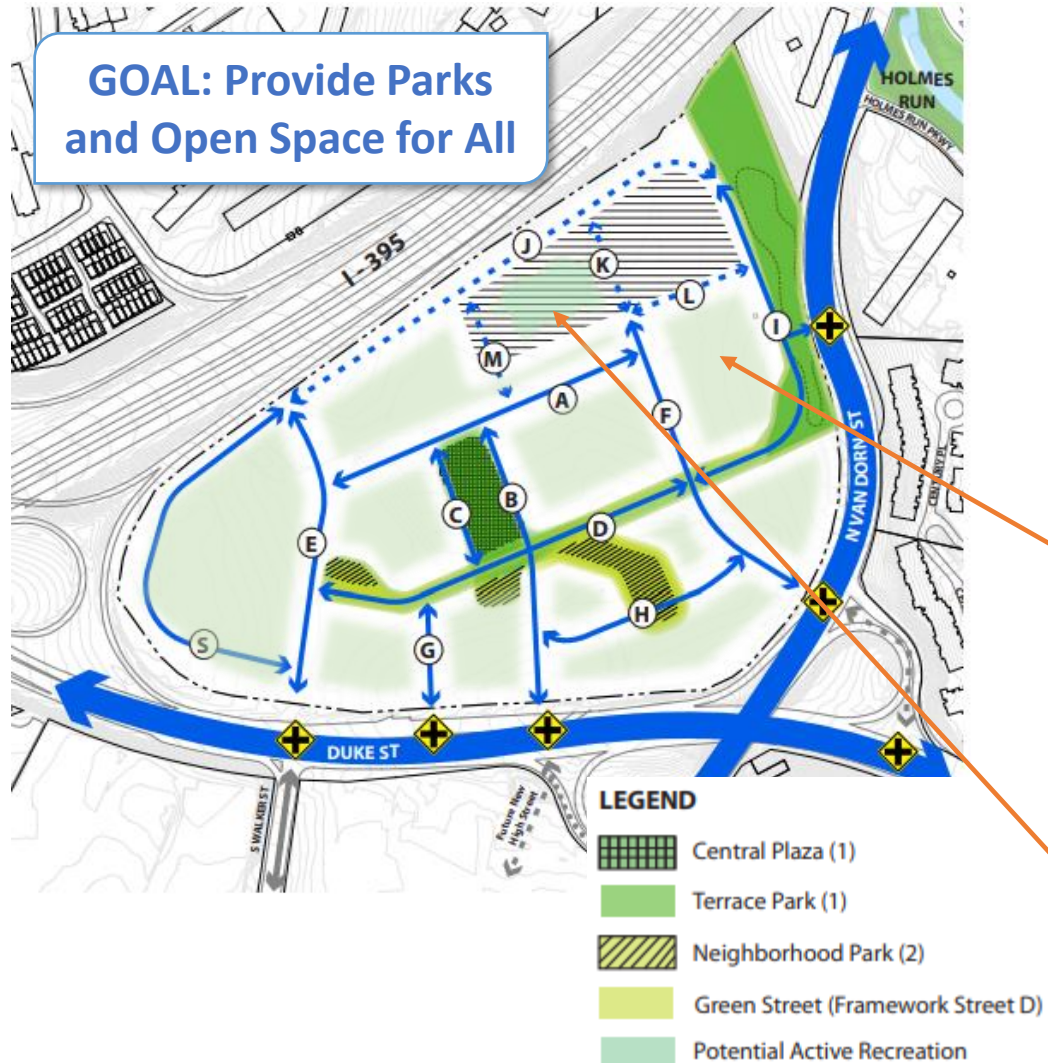 GOAL: Provide Parks
and Open Space for All
HOLMES
RUN
HOLMES RUN PKWY
I - 395
J
K
L
M
I
A
F
N VAN DORN ST
CENTURY PL
C
B
D
E
H
S
G
DUKE ST
S WALKER ST
Future New
High Street
LEGEND
Central Plaza (1)
Terrace Park (1)
Neighborhood Park (2)
Green Street (Framework Street D)
Potential Active Recreation